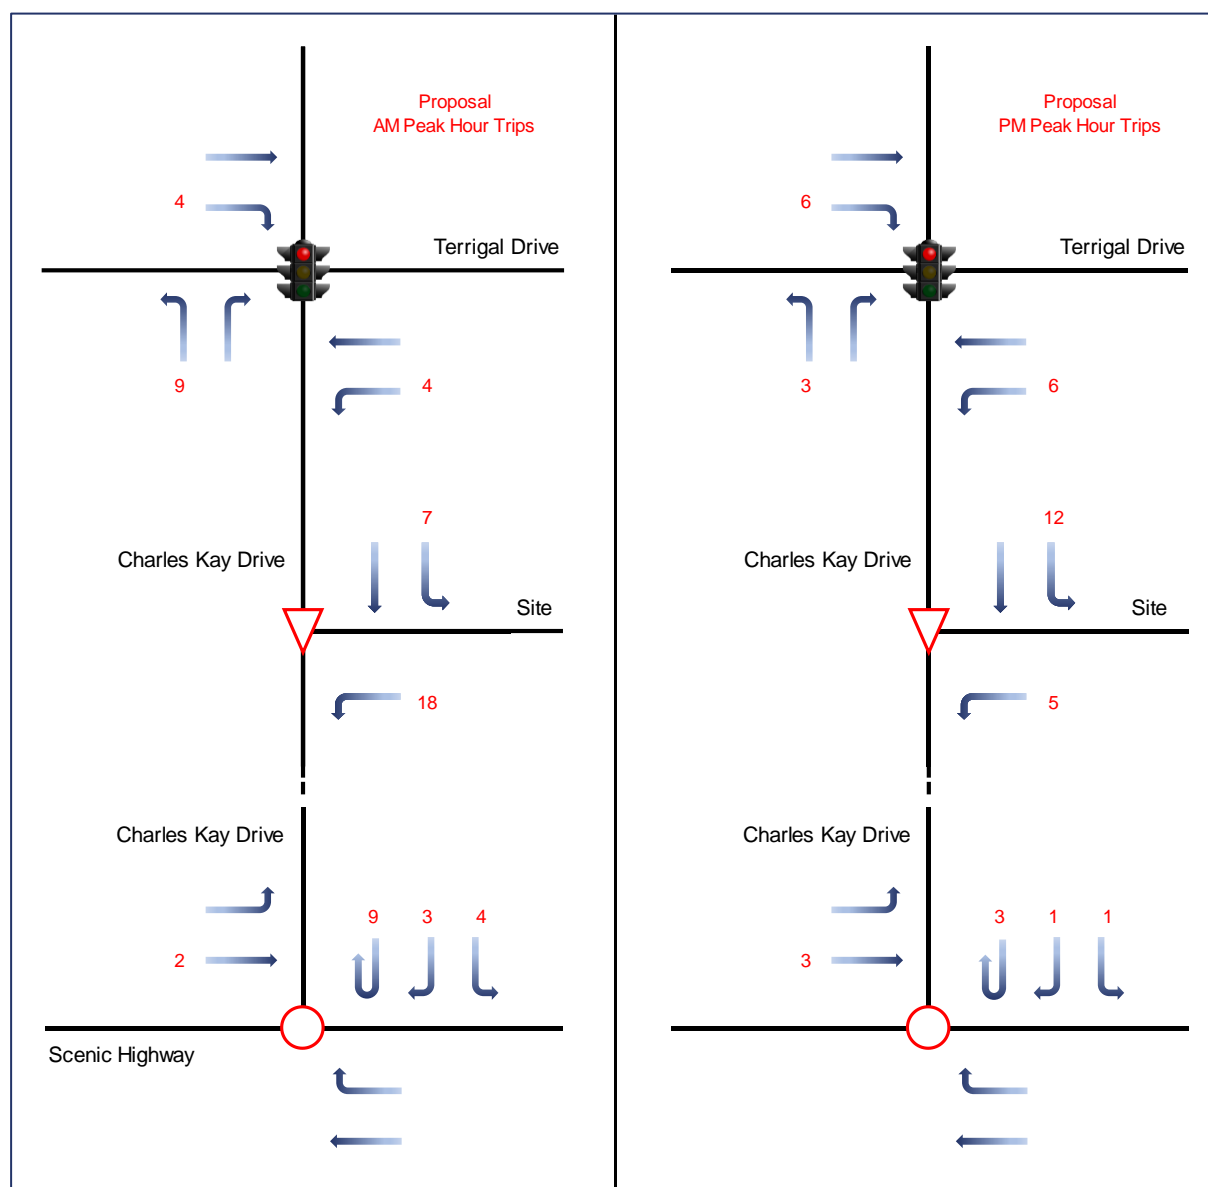 Proposal
AM Peak Hour Trips
4
Terrigal Drive
9
4
7
Charles Kay Drive
Site
18
Charles Kay Drive
9 3 4
2
Scenic Highway
Proposal
PM Peak Hour Trips
6
Terrigal Drive
3
6
12
Charles Kay Drive
Site
5
Charles Kay Drive
3 1 1
3